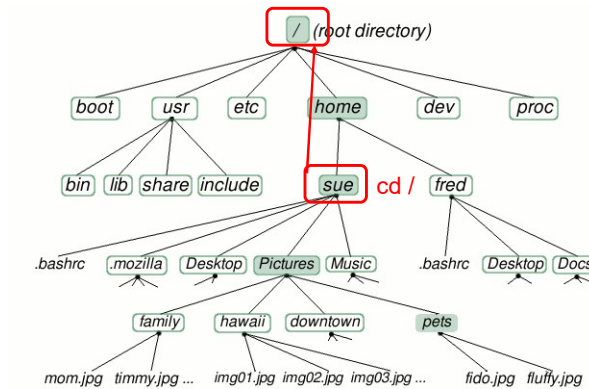 / (root directory)
boot usr etc home dev proc
bin lib share include sue cd / fred
.bashrc .mozilla Desktop Pictures Music .bashrc Desktop Docs
family hawaii downtown pets
mom.jpg timmy.jpg ... img01.jpg img02.jpg img03.jpg ... fido.jpg fluffy.jpg